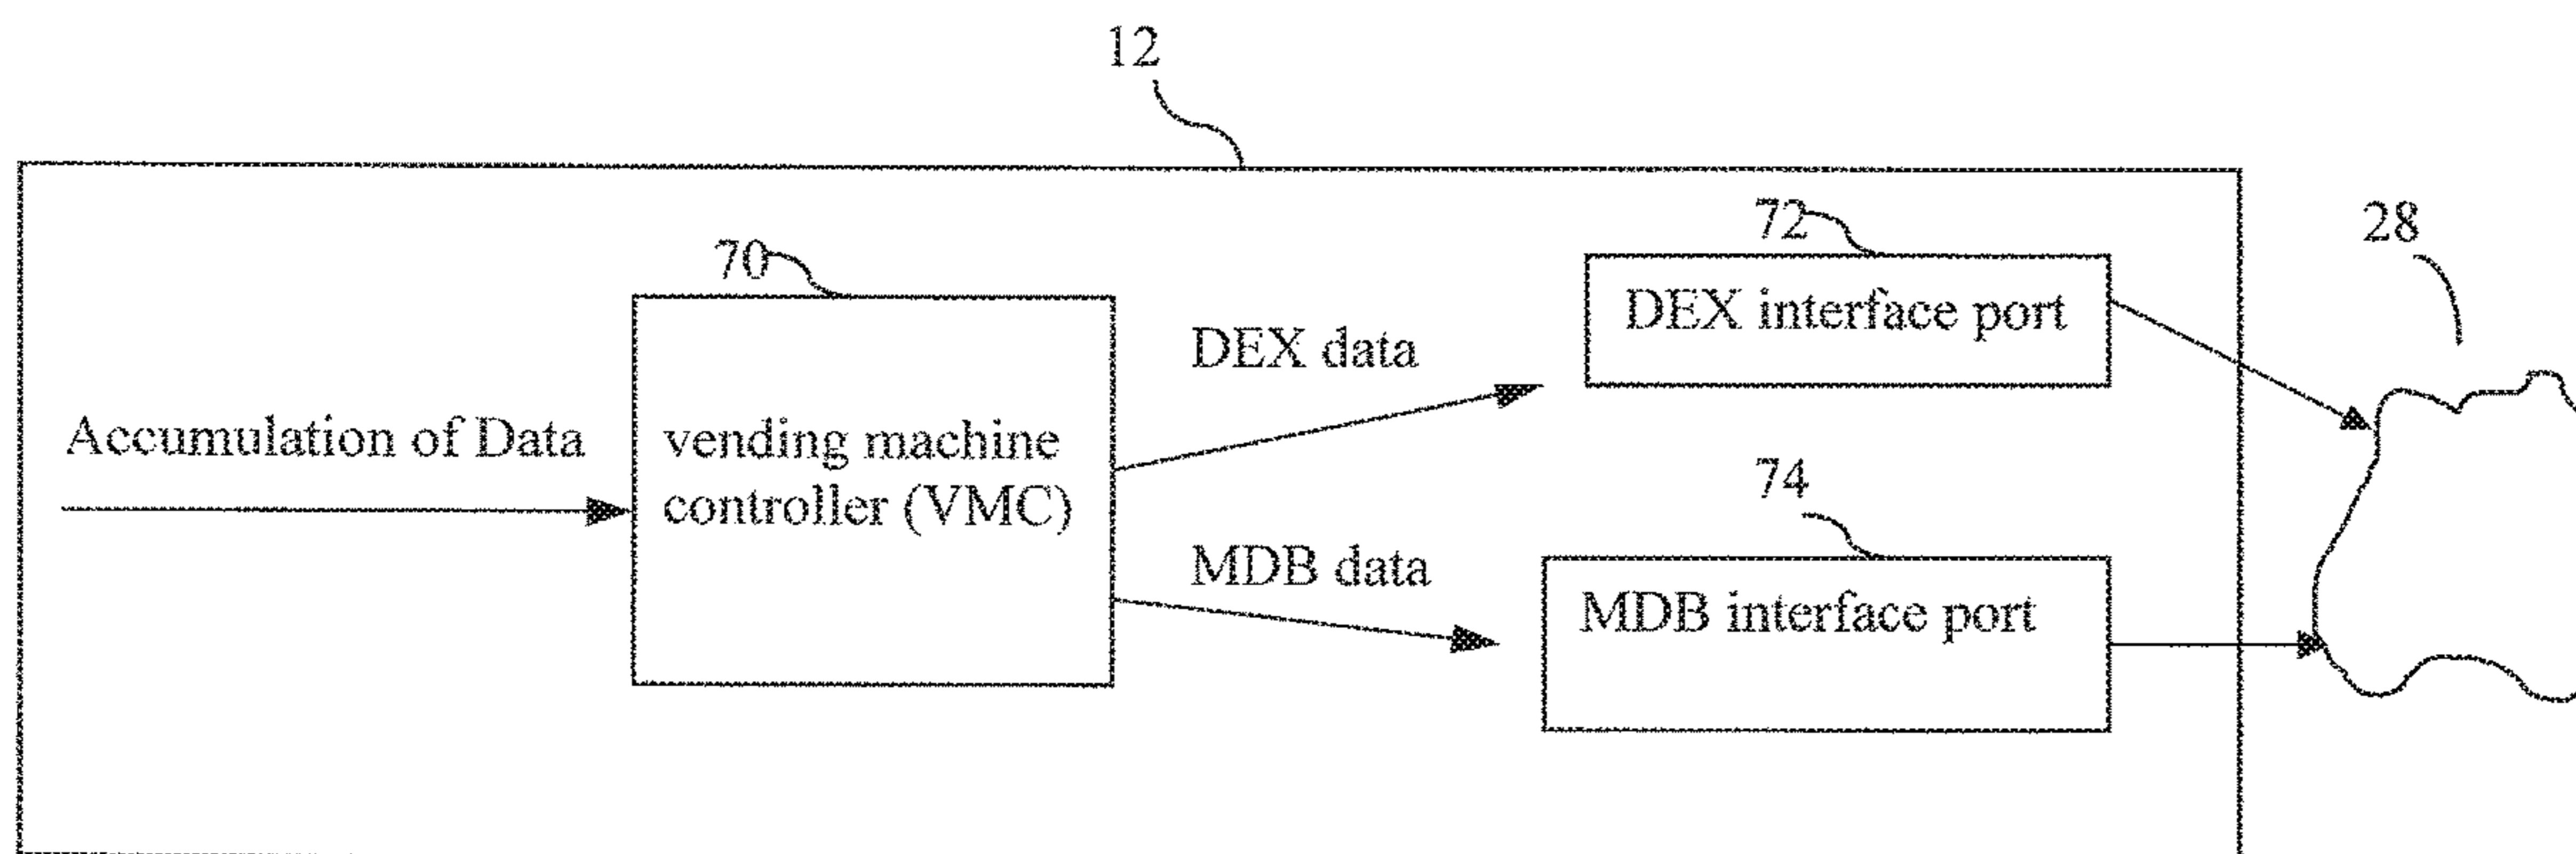 12
72
28
70
DEX interface port
DEX data
Accumulation of Data
vending machine
controller (VMC)
74
MDB data
MDB interface port